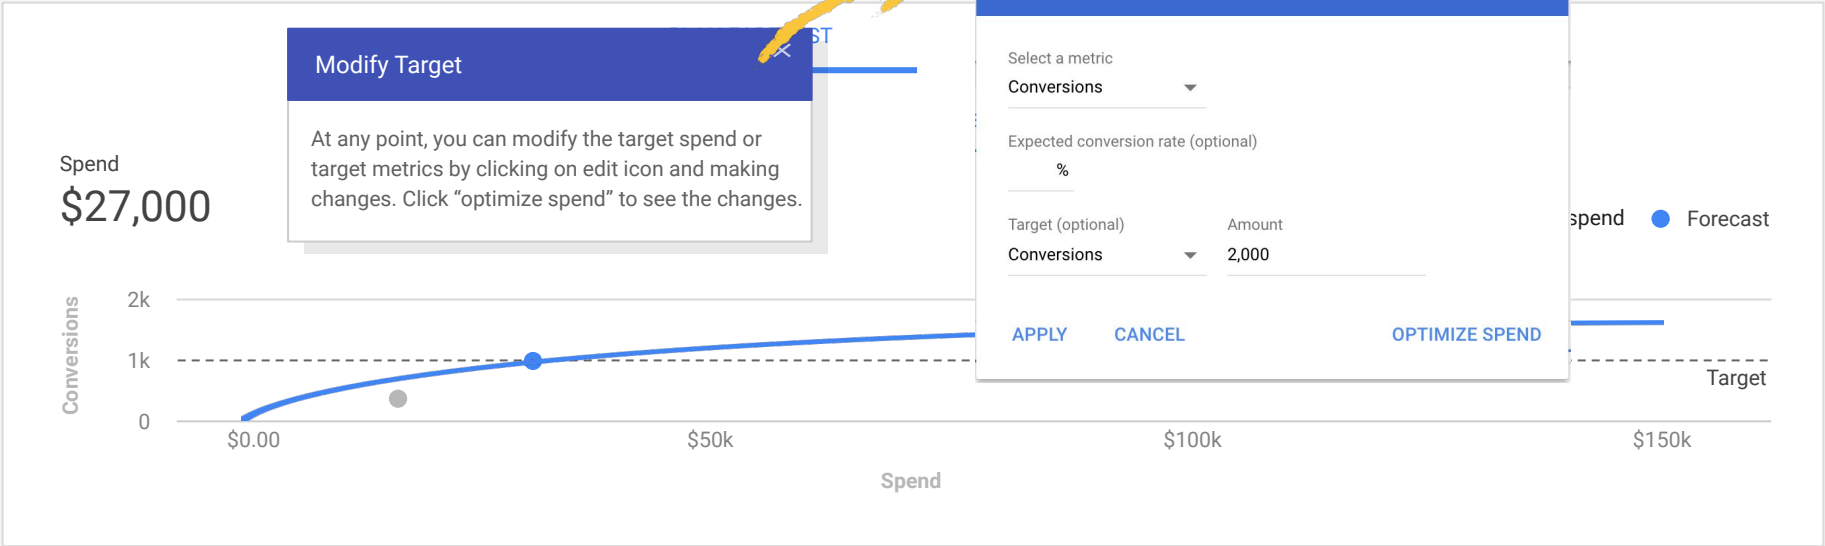 ST
Modify Target
At any point, you can modify the target spend or
target metrics by clicking on edit icon and making
changes. Click “optimize spend” to see the changes.
Spend
$27,000
Select a metric
Conversions
Expected conversion rate (optional)
%
Target (optional)
Amount
Conversions
2,000
APPLY
CANCEL
OPTIMIZE SPEND
spend
Forecast
Conversions
2k
1k
0
Target
$0.00
$50k
$100k
$150k
Spend